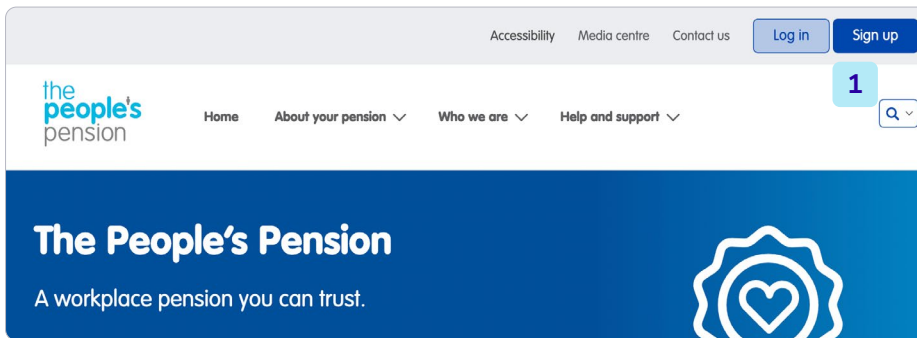 Accessibility Media centre Contact us Log in Sign up
1
the
people's
pension
Home About your pension Who we are Help and support
The People's Pension
A workplace pension you can trust.